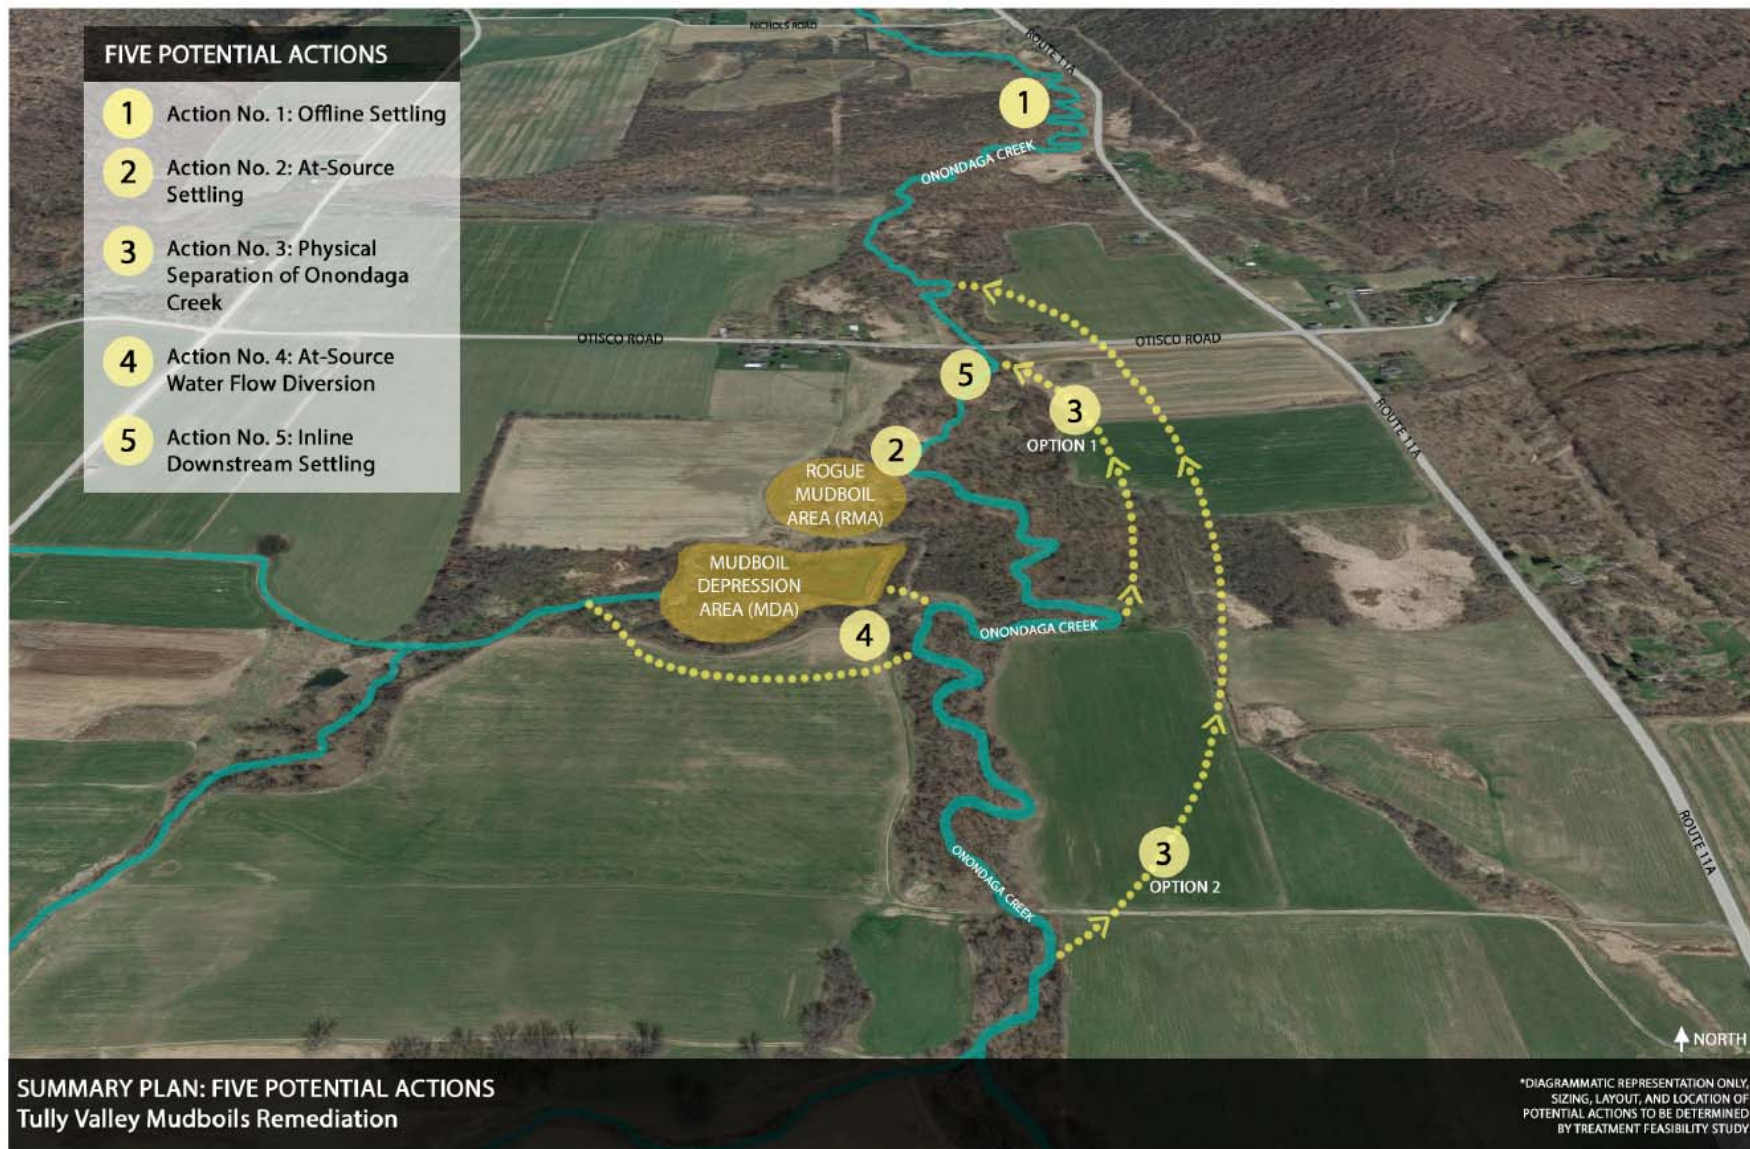 FIVE POTENTIAL ACTIONS
1
Action No. 1: Offline Settling
2
Action No. 2: At-Source
Settling
3
Action No. 3: Physical
Separation of Onondaga
Creek
4
Action No. 4: At-Source
Water Flow Diversion
5
Action No. 5: Inline
Downstream Settling
NICHOLS ROAD
ROUTE 11A
1
ONONDAGA CREEK
OTISCO ROAD
OTISCO ROAD
5
3
OPTION 1
ROUTE 11A
2
ROGUE
MUDBOIL
AREA (RMA)
MUDBOIL
DEPRESSION
AREA (MDA)
4
ONONDAGA CREEK
3
OPTION 2
ONONDAGA CREEK
ROUTE 11A
NORTH
SUMMARY PLAN: FIVE POTENTIAL ACTIONS
Tully Valley Mudboils Remediation
*DIAGRAMMATIC REPRESENTATION ONLY,
SIZING, LAYOUT, AND LOCATION OF
POTENTIAL ACTIONS TO BE DETERMINED
BY TREATMENT FEASIBILITY STUDY